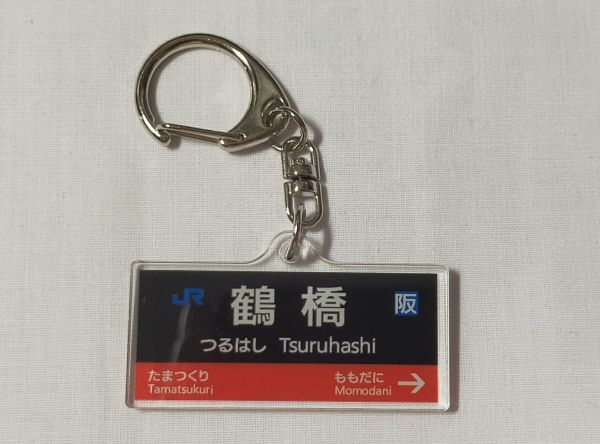 JR 鶴橋 阪
つるはし Tsuruhashi
たまつくり ももだに
Tamatsukuri Momodani →